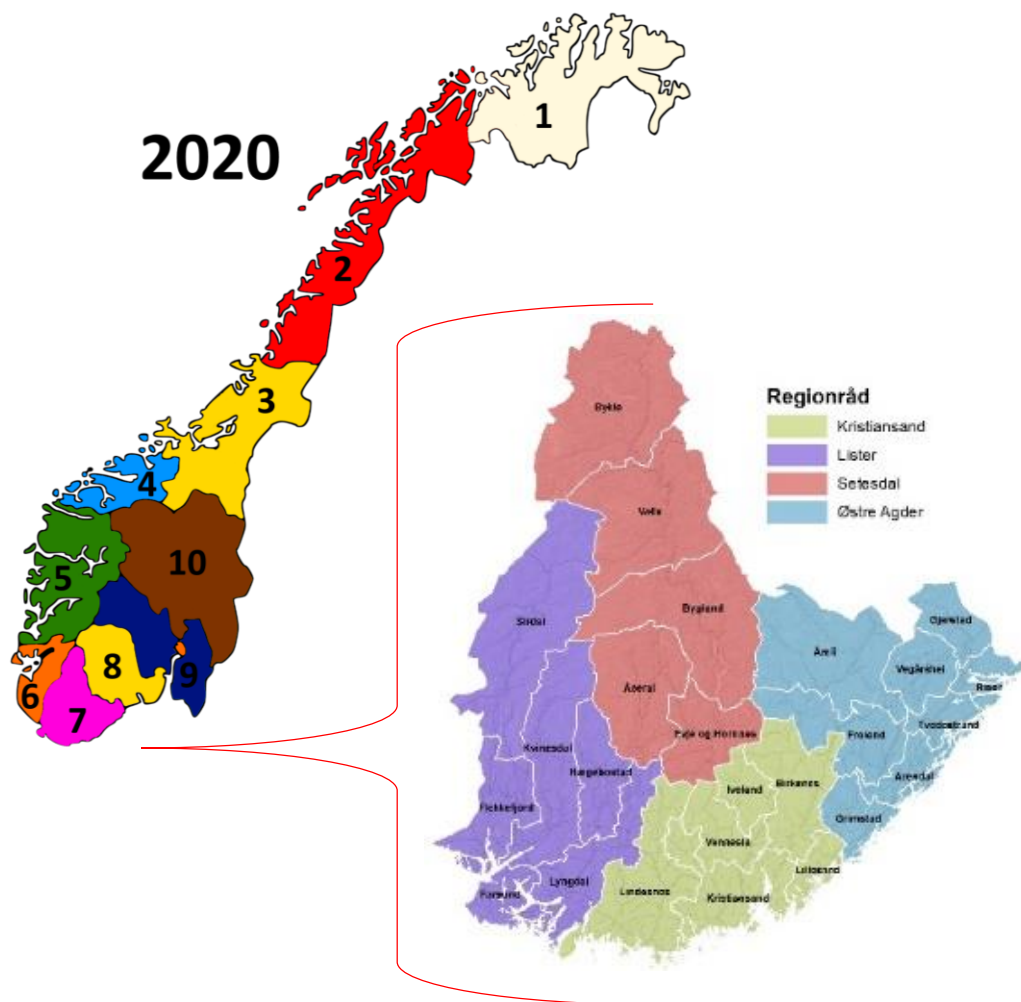 2020
1
2
3
4
5
6
7
8
9
10
Regionråd
Kristiansand
Lister
Setesdal
Østre Agder
Bykle
Valle
Bygland
Sirdal
Åseral
Evje og Hornnes
Åmli
Gjerstad
Vegårshei
Risør
Tvedestrand
Froland
Arendal
Grimstad
Kvinesdal
Hægebostad
Flekkefjord
Iveland
Birkenes
Vennesla
Lillesand
Farsund
Lyngdal
Lindesnes
Kristiansand